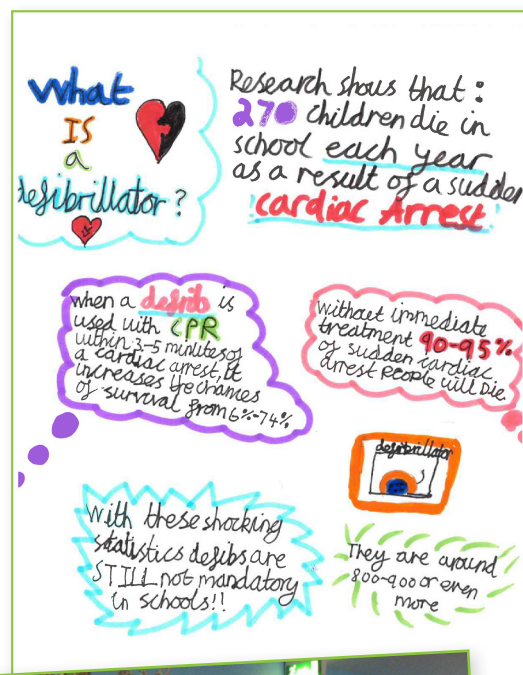 What
IS
a
defibrillator?
Research shows that:
270 children die in
school each year
as a result of a sudden
cardiac Arrest
when a defib is
used with CPR
within 3-5 minutes of
a cardiac arrest, it
increases the chances
of survival from 6%-74%
without immediate
treatment 90-95%
of sudden cardiac
arrest People will Die
defibrillator
With these shocking
statistics defibs are
STILL not mandatory
in schools!!
They are around
800-900 or even
more